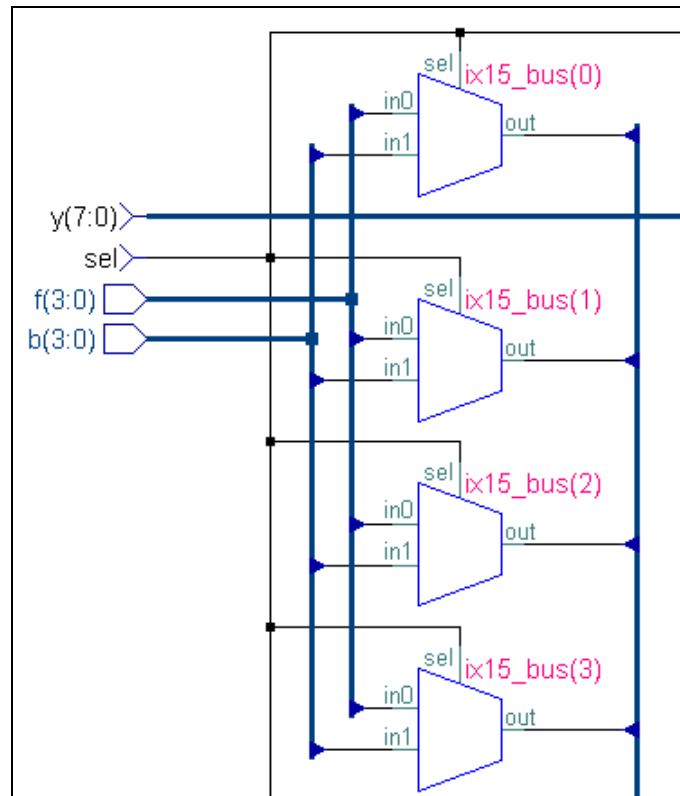 sel
ix15_bus(0)
in0
out
in1
y(7:0)
sel
sel
f(3:0)
ix15_bus(1)
b(3:0)
in0
out
in1
sel
ix15_bus(2)
in0
out
in1
sel
ix15_bus(3)
in0
out
in1